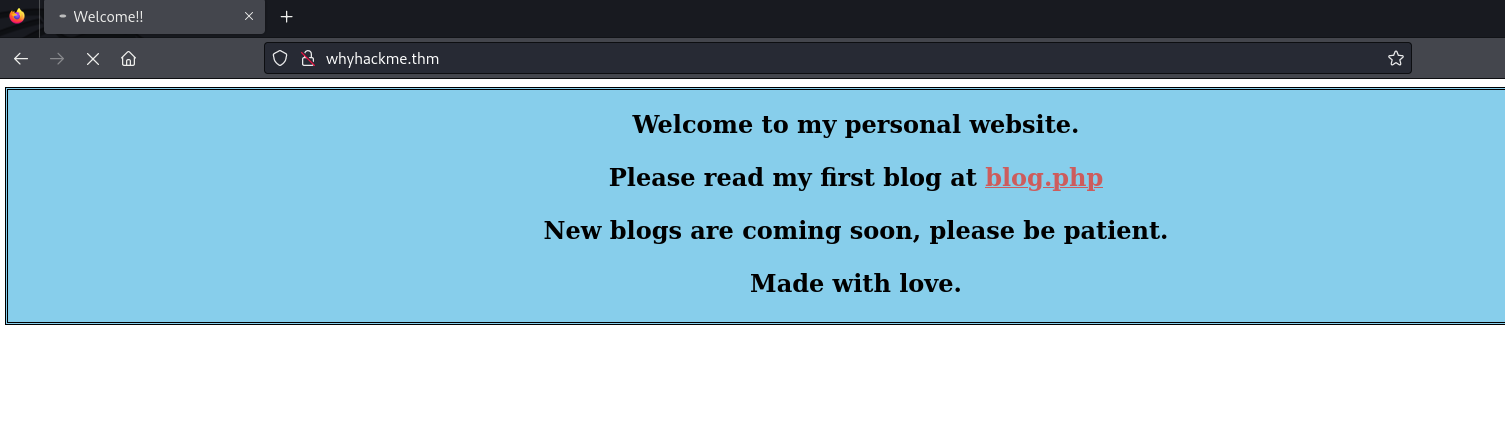 Welcome!!
whyhackme.thm
Welcome to my personal website.
Please read my first blog at blog.php
New blogs are coming soon, please be patient.
Made with love.